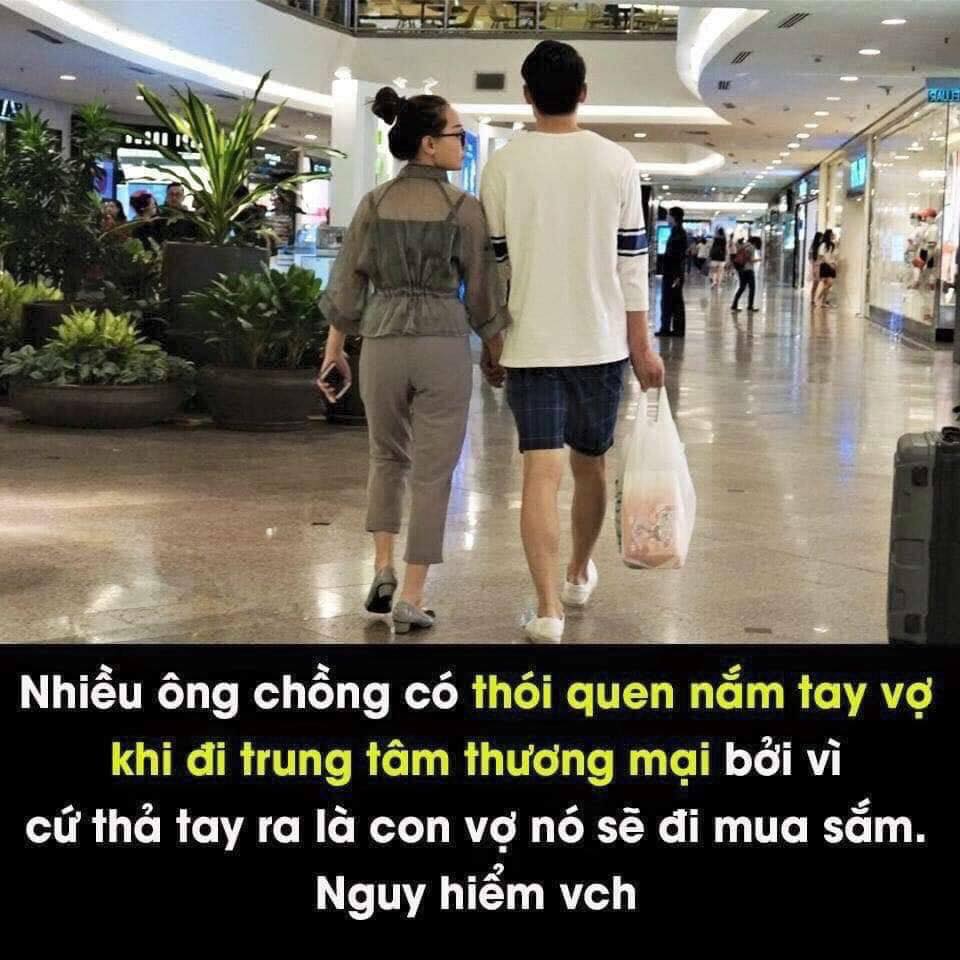 Nhiều ông chồng có thói quen nắm tay vợ
khi đi trung tâm thương mại bởi vì
cứ thả tay ra là con vợ nó sẽ đi mua sắm.
Nguy hiểm vch